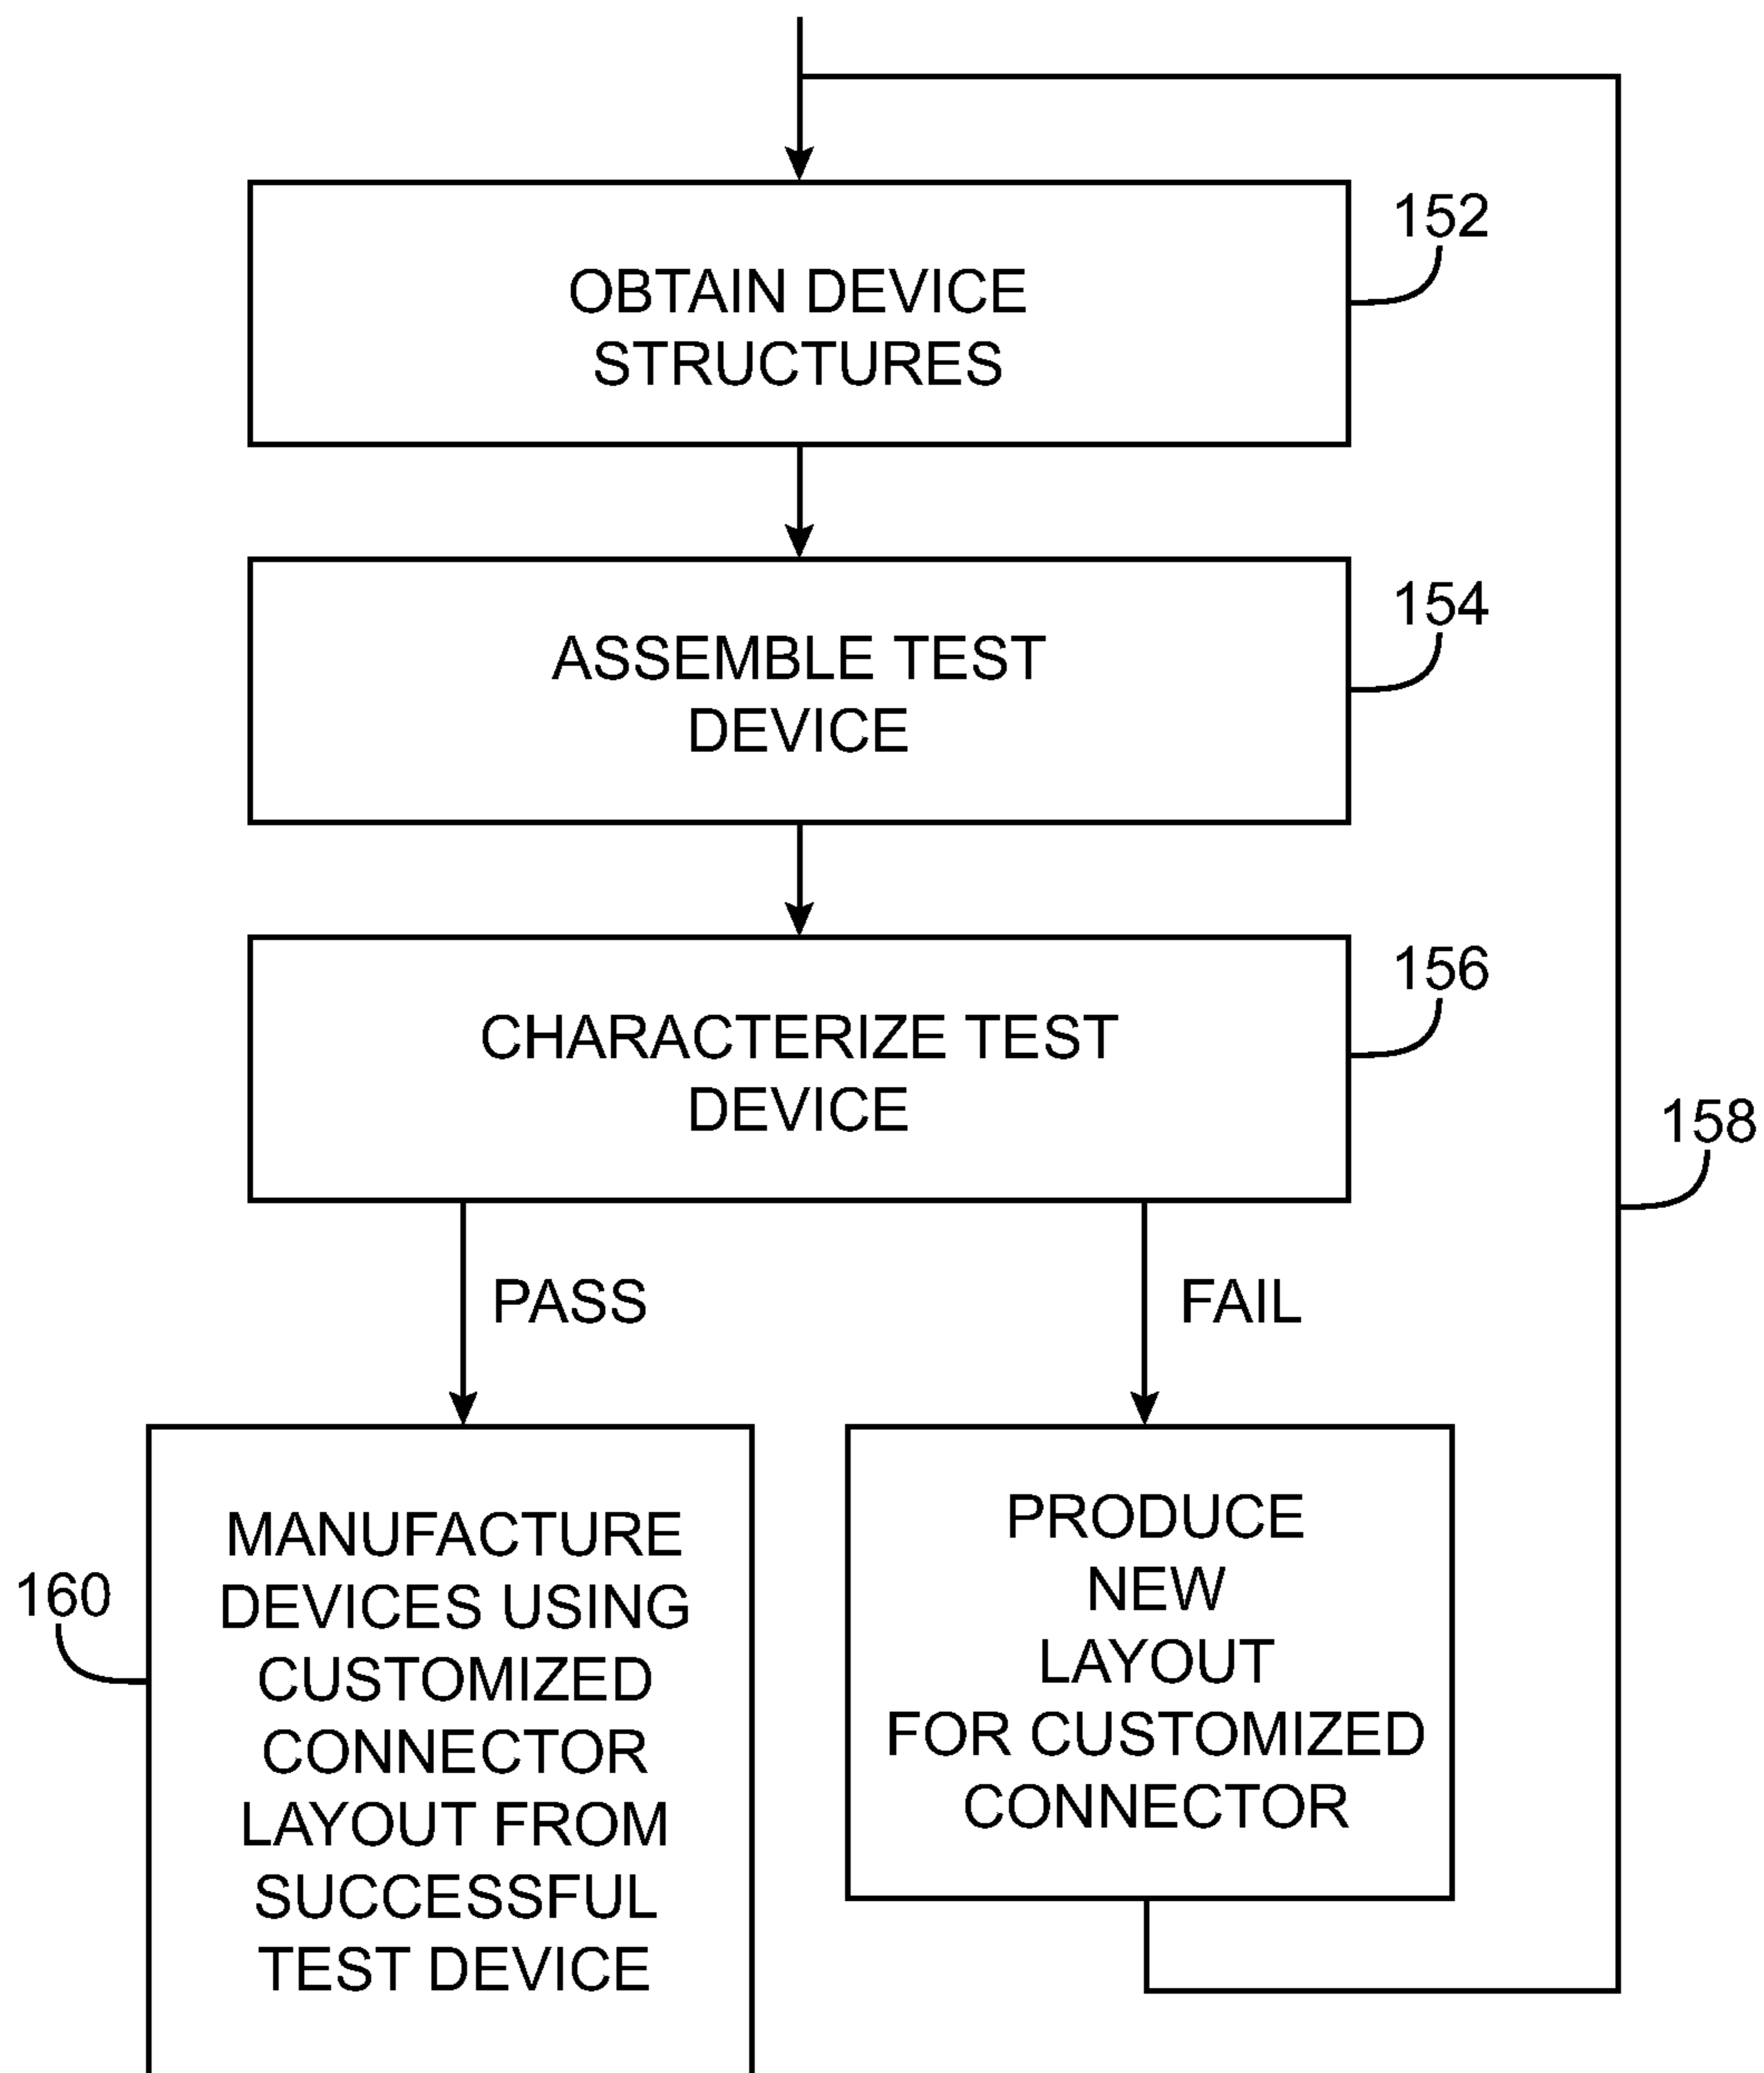 152
OBTAIN DEVICE
STRUCTURES
154
ASSEMBLE TEST
DEVICE
156
CHARACTERIZE TEST
DEVICE
158
PASS
FAIL
160
MANUFACTURE
DEVICES USING
CUSTOMIZED
CONNECTOR
LAYOUT FROM
SUCCESSFUL
TEST DEVICE
PRODUCE
NEW
LAYOUT
FOR CUSTOMIZED
CONNECTOR